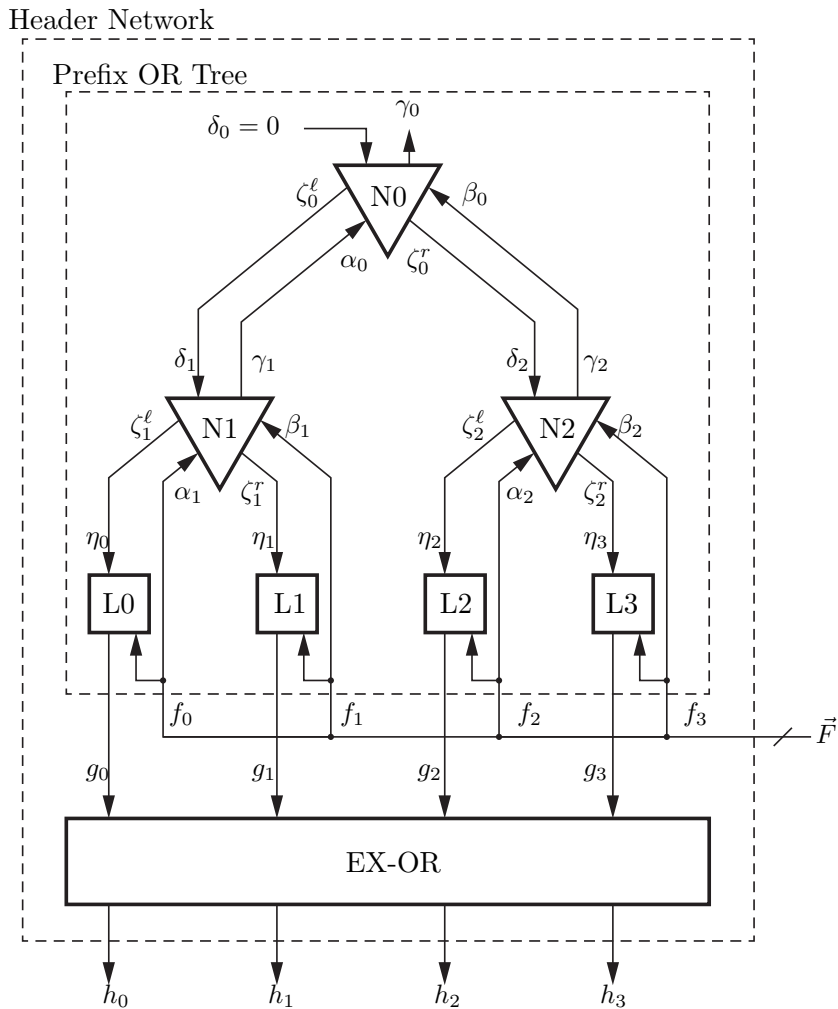 Header Network
Prefix OR Tree
γ₀
δ₀ = 0
ζ₀ˡ N0 β₀
α₀ ζ₀ʳ
δ₁ γ₁ δ₂ γ₂
ζ₁ˡ N1 β₁ ζ₂ˡ N2 β₂
α₁ ζ₁ʳ α₂ ζ₂ʳ
η₀ η₁ η₂ η₃
L0 L1 L2 L3
f₀ f₁ f₂ f₃
F⃗
g₀ g₁ g₂ g₃
EX-OR
h₀ h₁ h₂ h₃